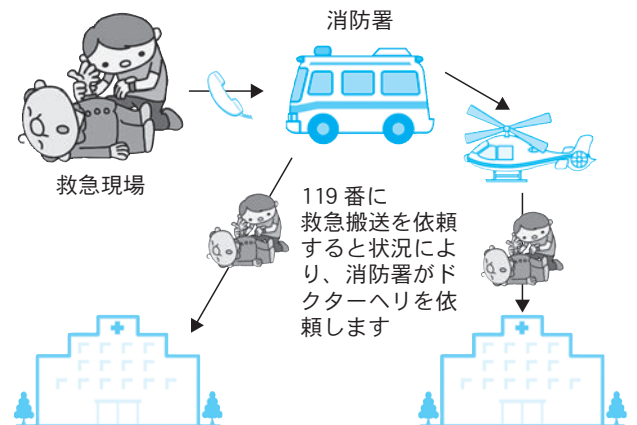 消防署
救急現場
119 番に
救急搬送を依頼
すると状況によ
り、消防署がド
クターヘリを依
頼します